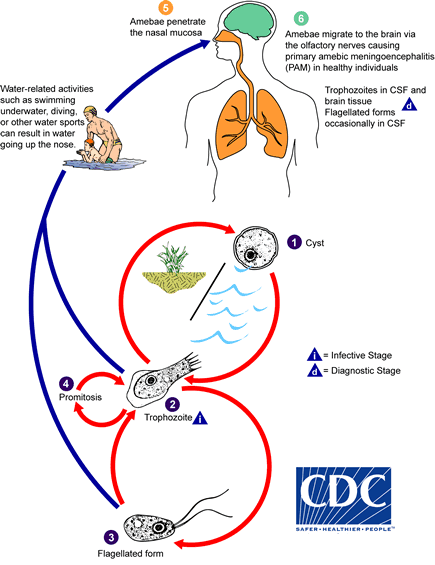 5
Amebae penetrate
the nasal mucosa
6
Amebae migrate to the brain via
the olfactory nerves causing
primary amebic meningoencephalitis
(PAM) in healthy individuals
Trophozoites in CSF and
brain tissue
Flagellated forms
occasionally in CSF
d
Water-related activities
such as swimming
underwater, diving,
or other water sports
can result in water
going up the nose.
1 Cyst
i = Infective Stage
d = Diagnostic Stage
4
Promitosis
2
Trophozoite i
3
Flagellated form
CDC
SAFER • HEALTHIER • PEOPLE™